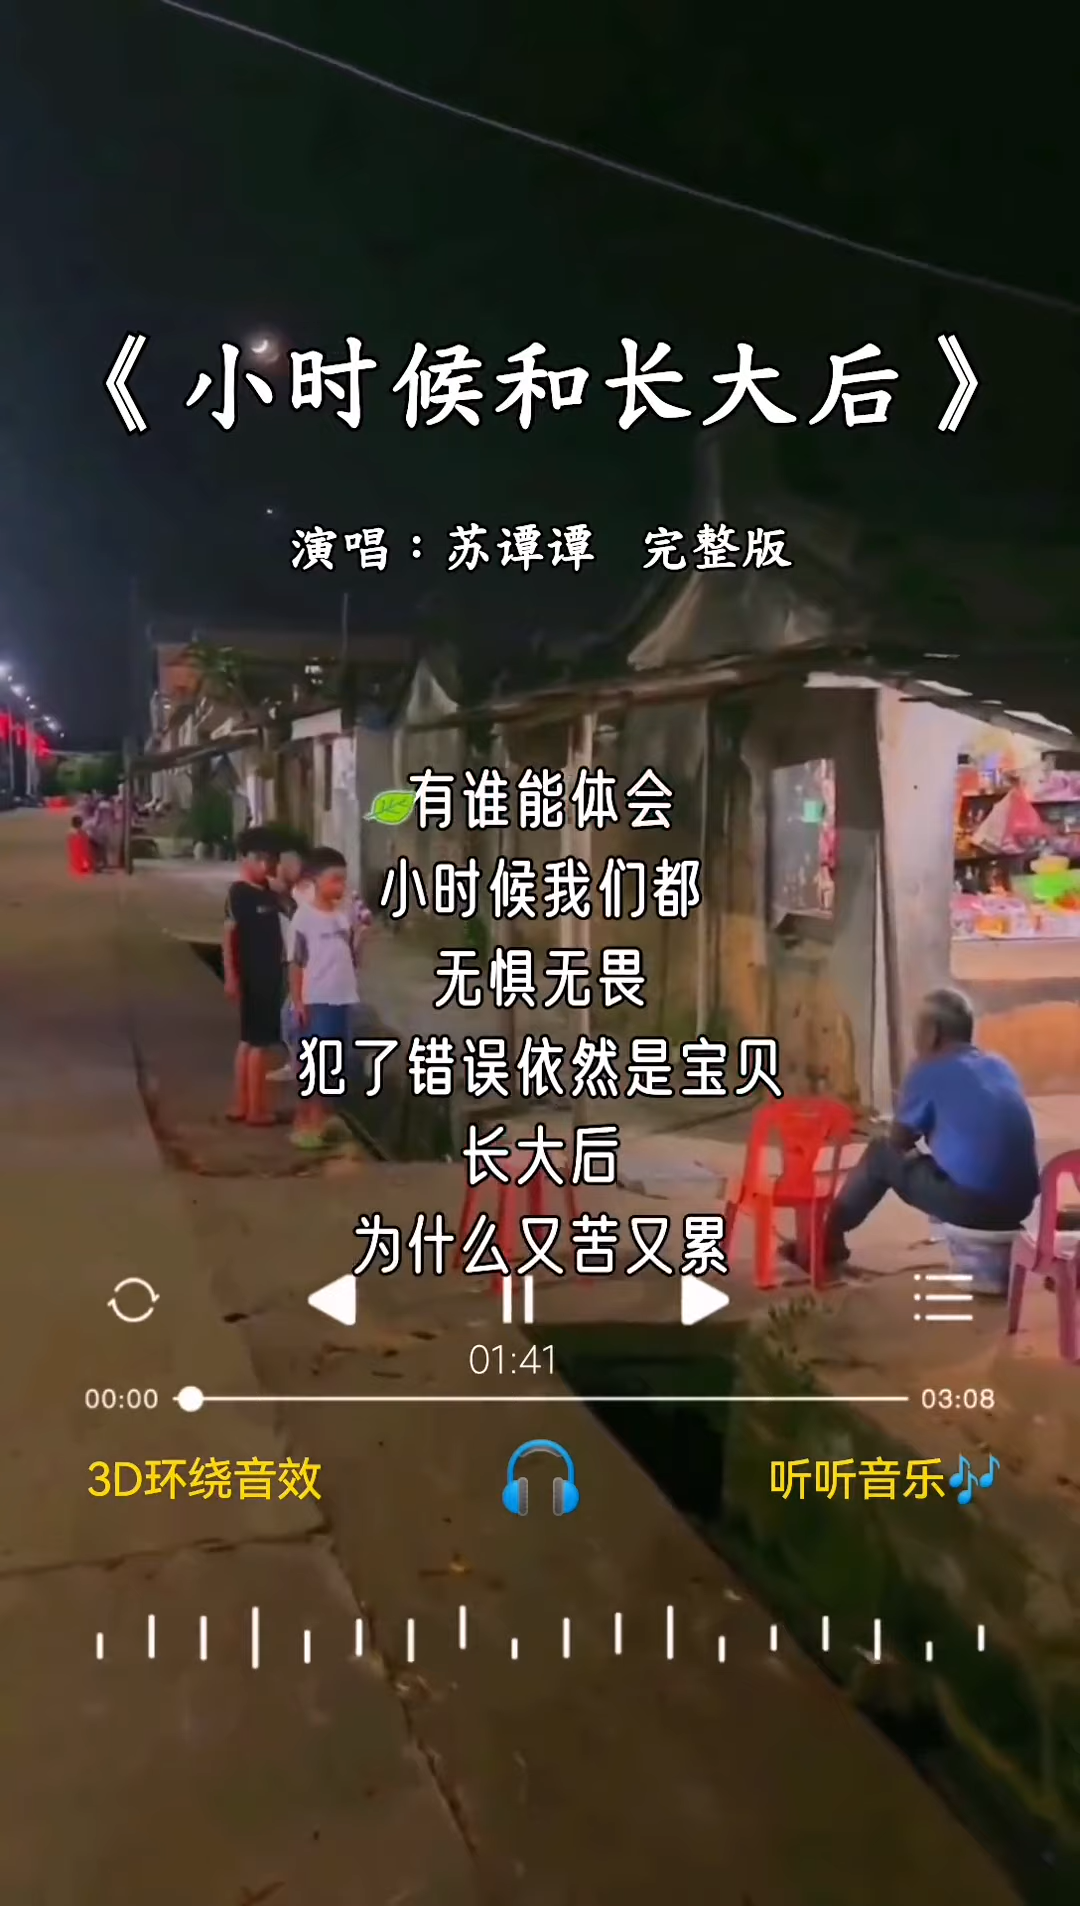 《小时候和长大后》
演唱：苏谭谭 完整版
有谁能体会
小时候我们都
无惧无畏
犯了错误依然是宝贝
长大后
为什么又苦又累
01:41
00:00 03:08
3D环绕音效 听听音乐